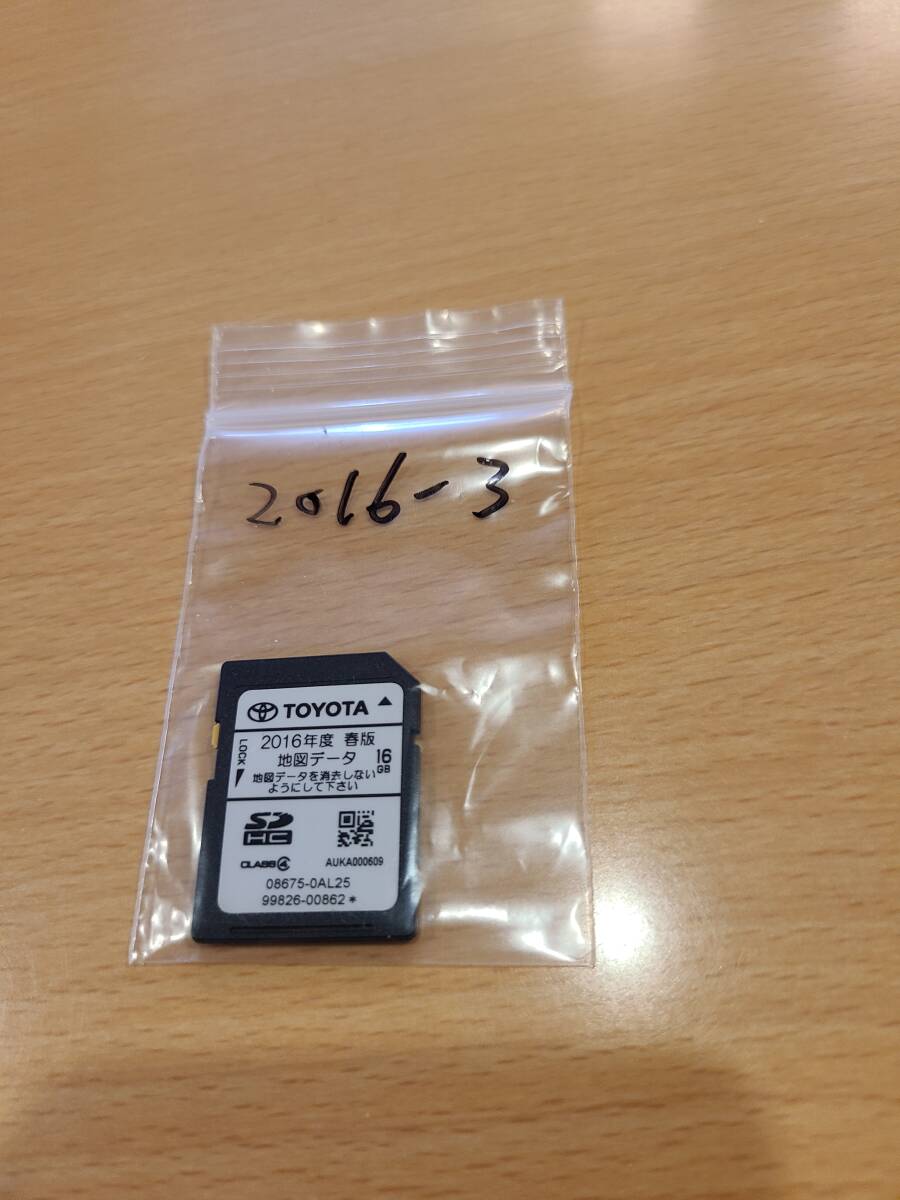 2016-3
TOYOTA
2016年度 春版
地図データ
16
GB
LOCK
地図データを消去しない
ようにして下さい
SD
HC
CLASS 4
AUKA000609
08675-0AL25
99826-00862*